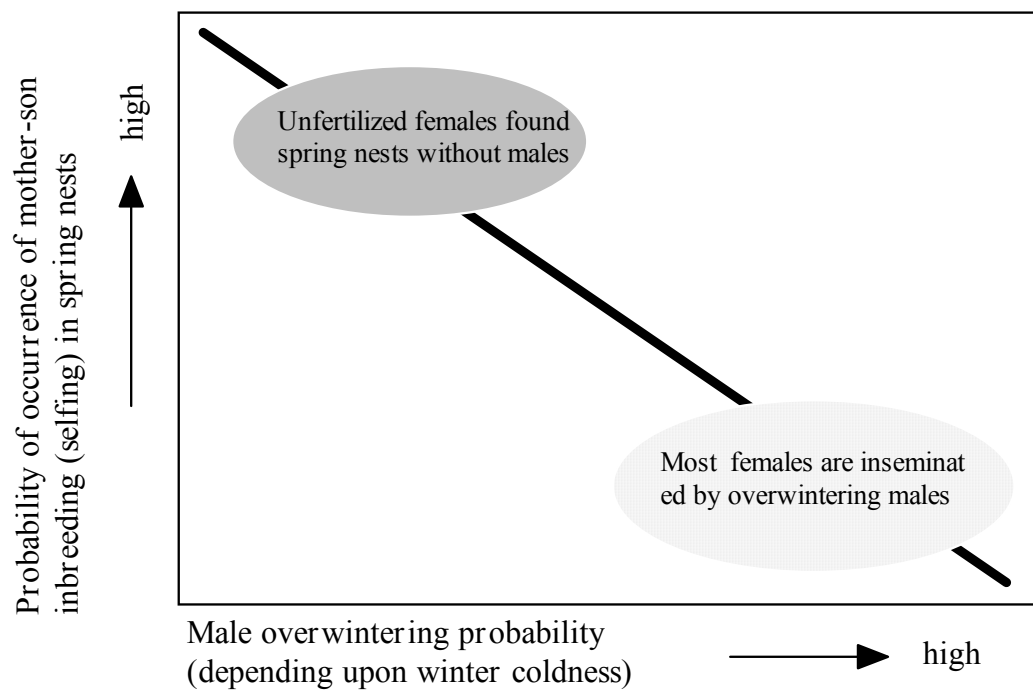 Probability of occurrence of mother-son
inbreeding (selfing) in spring nests
high
Unfertilized females found
spring nests without males
Most females are inseminat
ed by overwintering males
Male overwintering probability
(depending upon winter coldness)
high